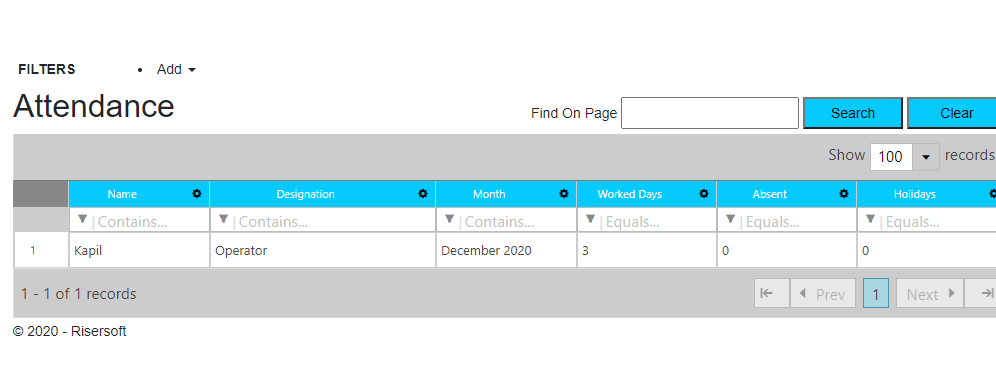 FILTERS • Add
Attendance
Find On Page Search Clear
Show 100 records
Name Designation Month Worked Days Absent Holidays
Contains... Contains... Contains... Equals... Equals... Equals...
1 Kapil Operator December 2020 3 0 0
1 - 1 of 1 records Prev 1 Next
© 2020 - Risersoft